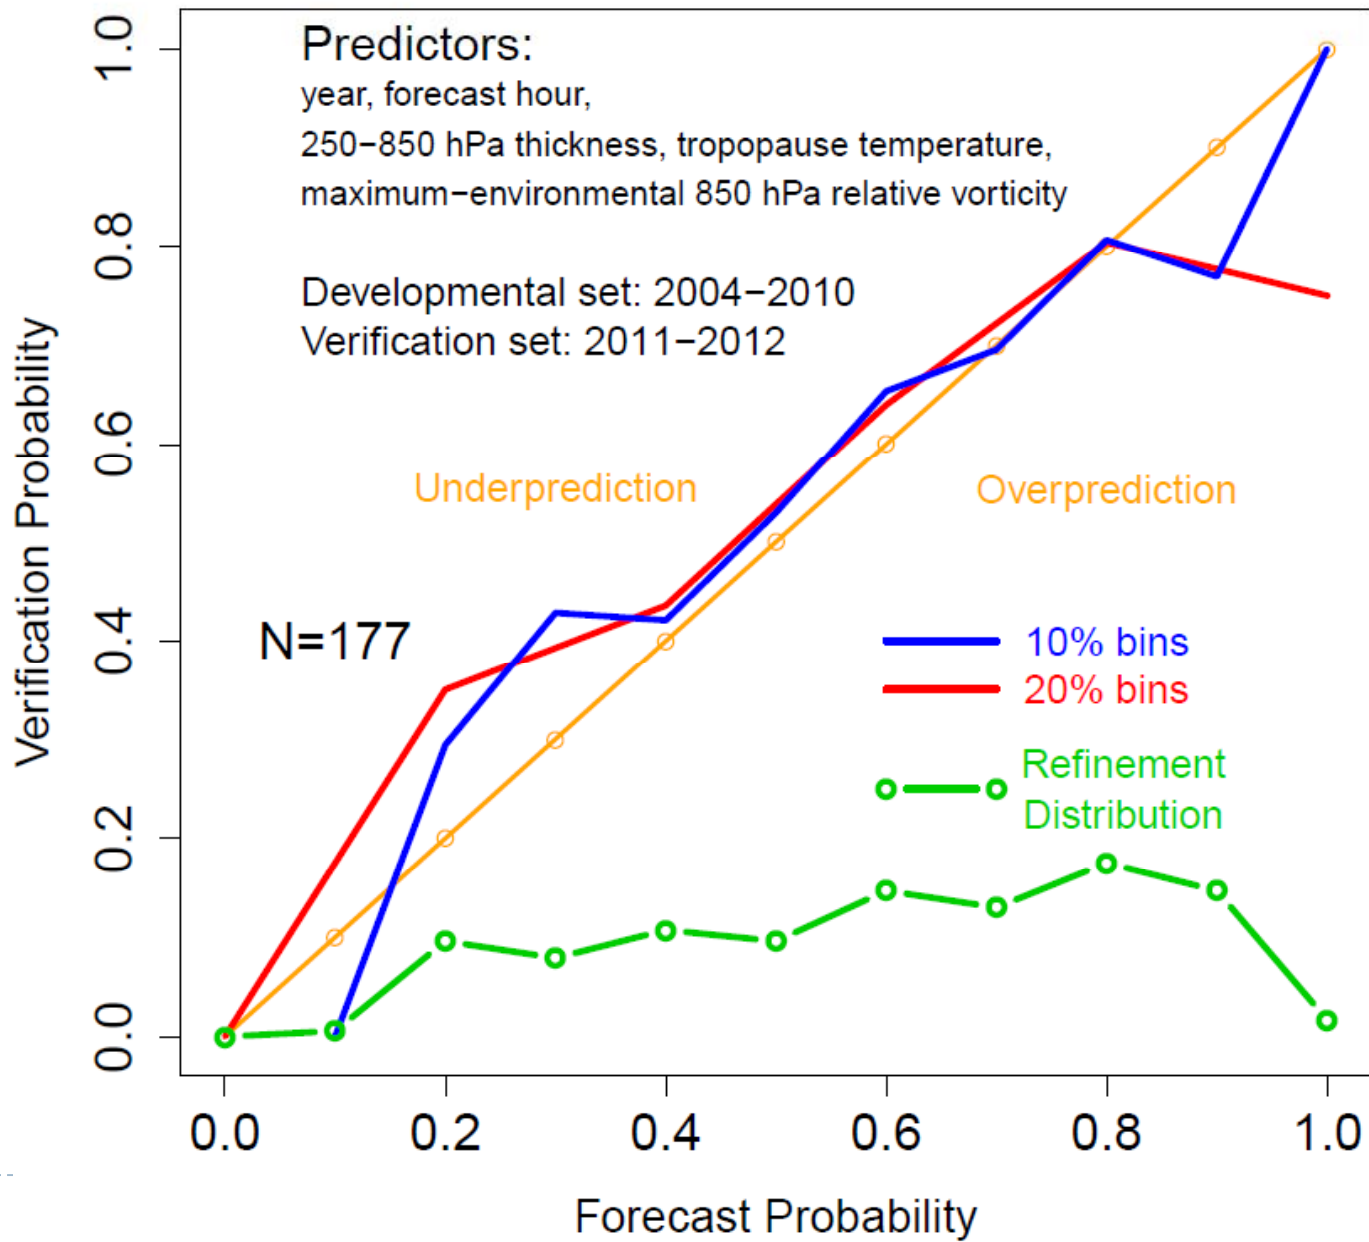 Predictors:
year, forecast hour,
250−850 hPa thickness, tropopause temperature,
maximum−environmental 850 hPa relative vorticity
Developmental set: 2004−2010
Verification set: 2011−2012
Underprediction
Overprediction
N=177
10% bins
20% bins
Refinement
Distribution
Verification Probability
1.0
0.8
0.6
0.4
0.2
0.0
0.0 0.2 0.4 0.6 0.8 1.0
Forecast Probability